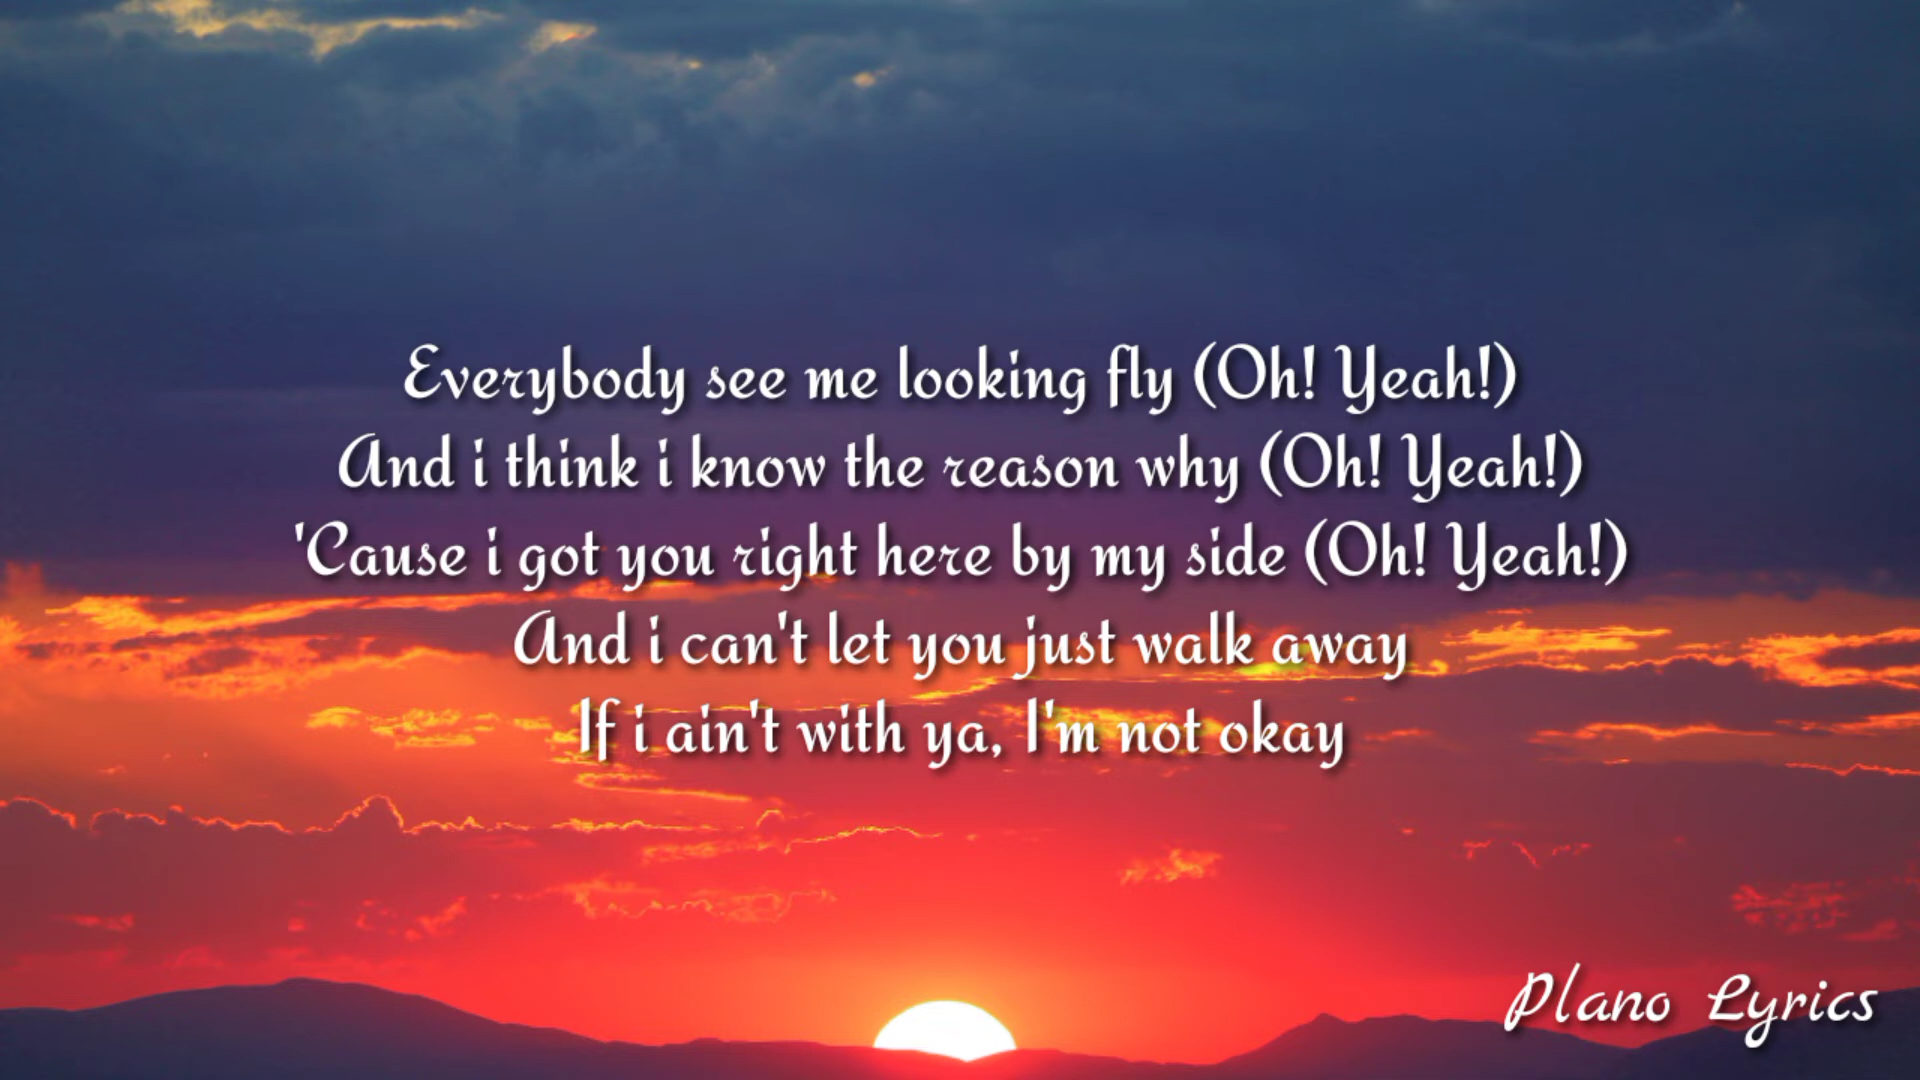 Everybody see me looking fly (Oh! Yeah!)
And i think i know the reason why (Oh! Yeah!)
'Cause i got you right here by my side (Oh! Yeah!)
And i can't let you just walk away
If i ain't with ya, I'm not okay
Plano Lyrics